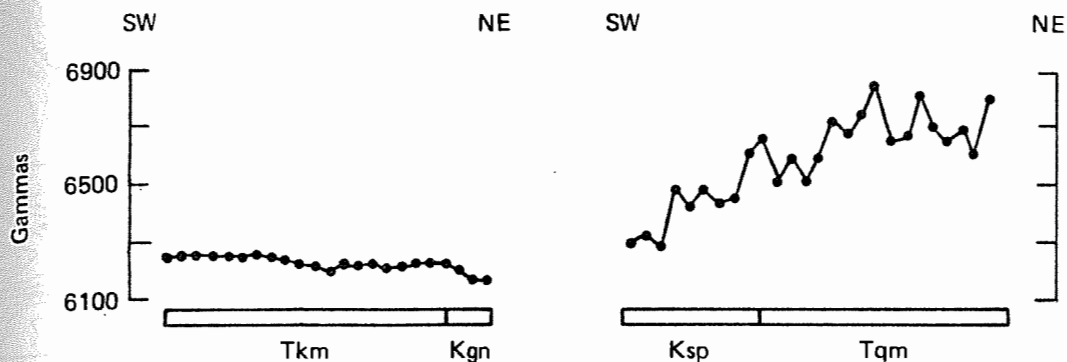 SW NE SW NE
6900
6500
6100
Gammas
Tkm Kgn Ksp Tqm